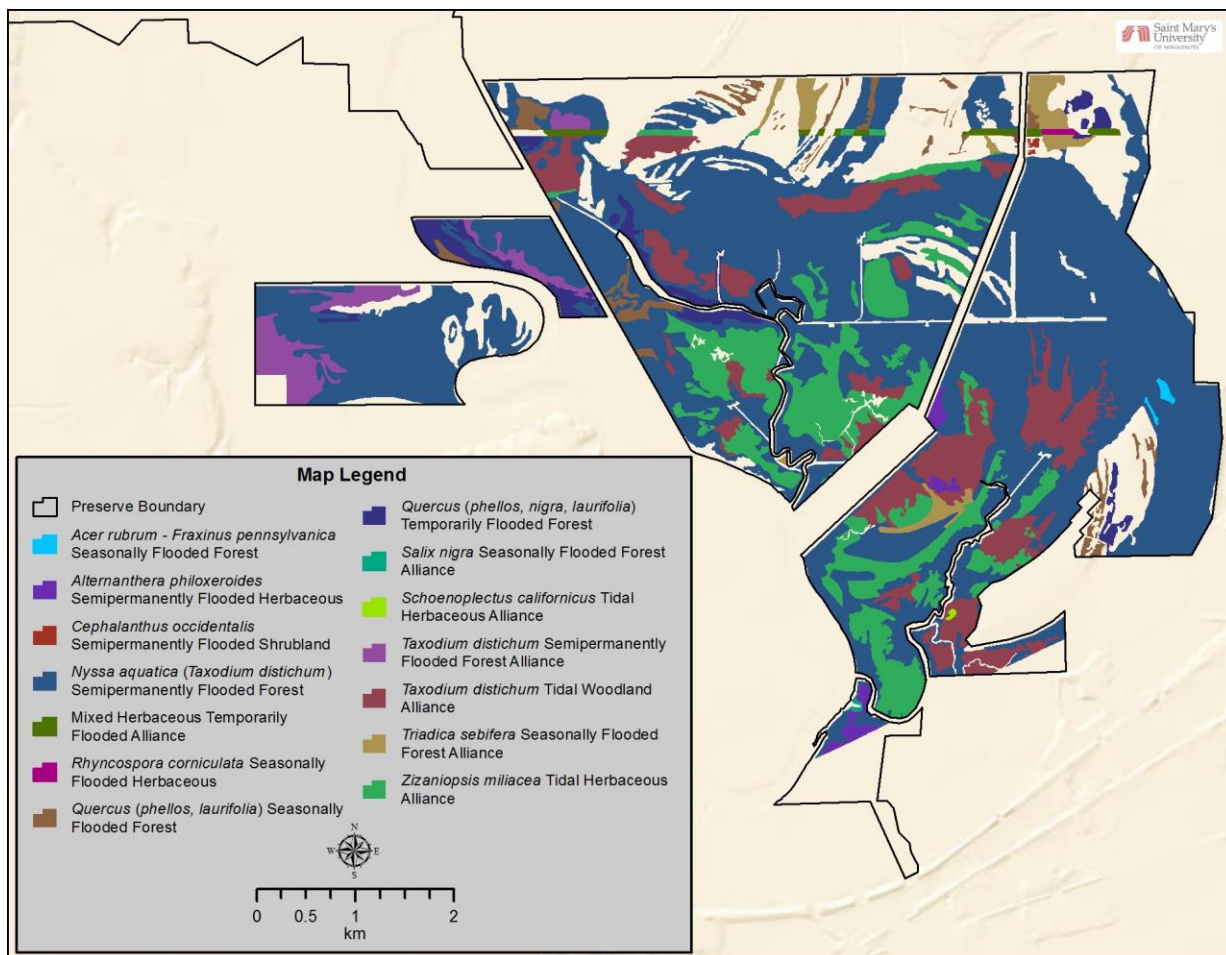 Saint Mary's
University
OF MINNESOTA
Map Legend
Preserve Boundary
Acer rubrum - Fraxinus pennsylvanica
Seasonally Flooded Forest
Alternanthera philoxeroides
Semipermanently Flooded Herbaceous
Cephalanthus occidentalis
Semipermanently Flooded Shrubland
Nyssa aquatica (Taxodium distichum)
Semipermanently Flooded Forest
Mixed Herbaceous Temporarily
Flooded Alliance
Rhyncospora corniculata Seasonally
Flooded Herbaceous
Quercus (phellos, laurifolia) Seasonally
Flooded Forest
Quercus (phellos, nigra, laurifolia)
Temporarily Flooded Forest
Salix nigra Seasonally Flooded Forest
Alliance
Schoenoplectus californicus Tidal
Herbaceous Alliance
Taxodium distichum Semipermanently
Flooded Forest Alliance
Taxodium distichum Tidal Woodland
Alliance
Triadica sebifera Seasonally Flooded
Forest Alliance
Zizaniopsis miliacea Tidal Herbaceous
Alliance
N
W E
S
0 0.5 1 2
km